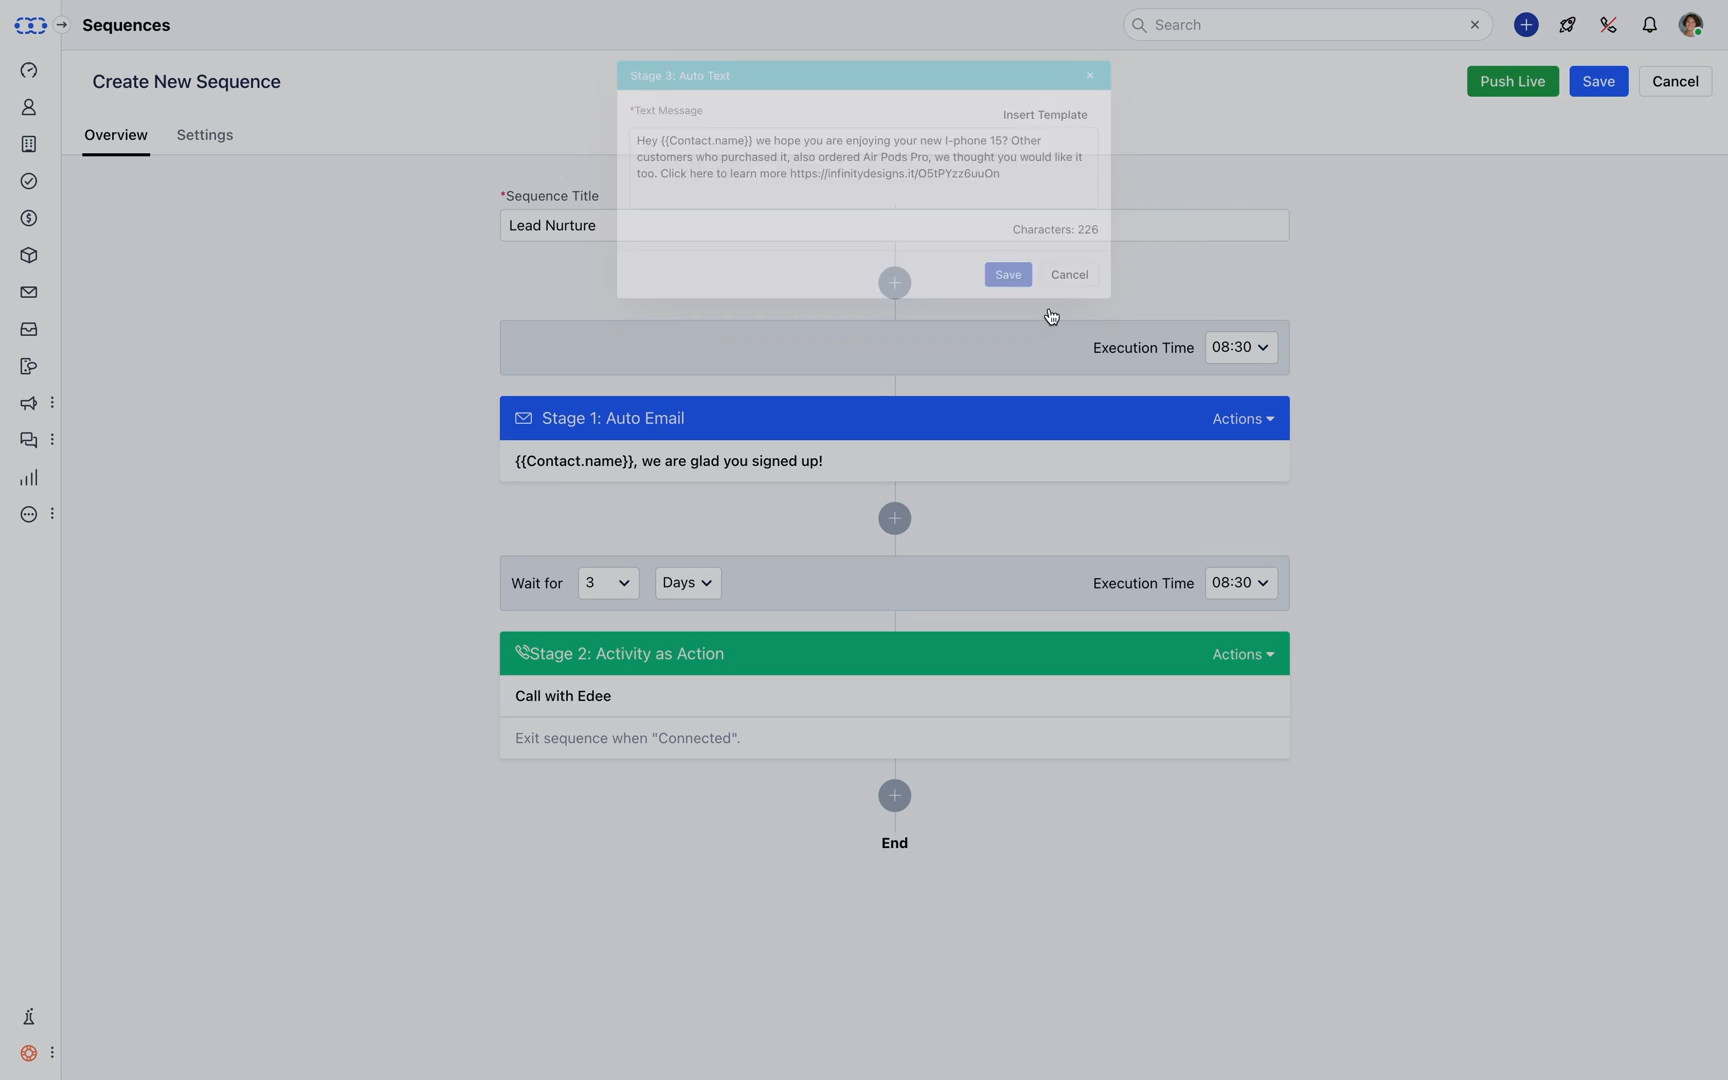 Sequences
Search
Create New Sequence
Push Live
Save
Cancel
Overview
Settings
Stage 3: Auto Text
*Text Message
Insert Template
Hey {{Contact.name}} we hope you are enjoying your new I-phone 15? Other
customers who purchased it, also ordered Air Pods Pro, we thought you would like it
too. Click here to learn more https://infinitydesigns.it/O5tPYzz6uuOn
Characters: 226
Save
Cancel
*Sequence Title
Lead Nurture
Execution Time
08:30
Stage 1: Auto Email
Actions
{{Contact.name}}, we are glad you signed up!
Wait for
3
Days
Execution Time
08:30
Stage 2: Activity as Action
Actions
Call with Edee
Exit sequence when "Connected".
End